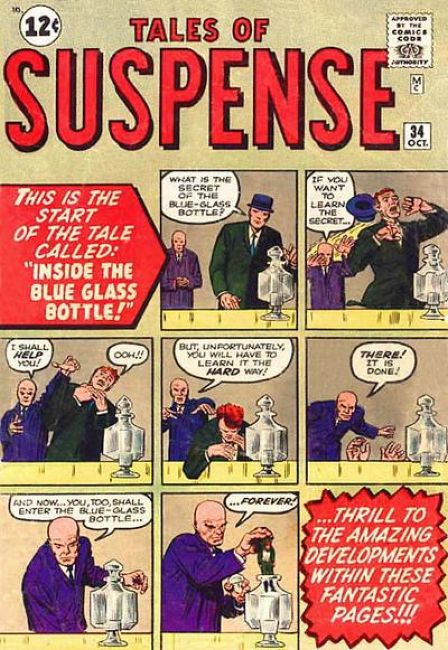 12¢
TALES OF
SUSPENSE
APPROVED
BY THE
COMICS
CODE
CA
AUTHORITY
M
C
34
OCT.
THIS IS THE
START
OF THE TALE
CALLED:
"INSIDE THE
BLUE GLASS
BOTTLE!"
WHAT IS THE
SECRET
OF THE
BLUE-GLASS
BOTTLE?
IF YOU
WANT
TO LEARN
THE
SECRET...
I SHALL
HELP
YOU!
OOH!!
BUT, UNFORTUNATELY,
YOU WILL HAVE TO
LEARN IT THE
HARD WAY!
THERE!
IT IS
DONE!
AND NOW...YOU, TOO, SHALL
ENTER THE BLUE-GLASS
BOTTLE...
...FOREVER!
...THRILL TO
THE AMAZING
DEVELOPMENTS
WITHIN THESE
FANTASTIC
PAGES!!!